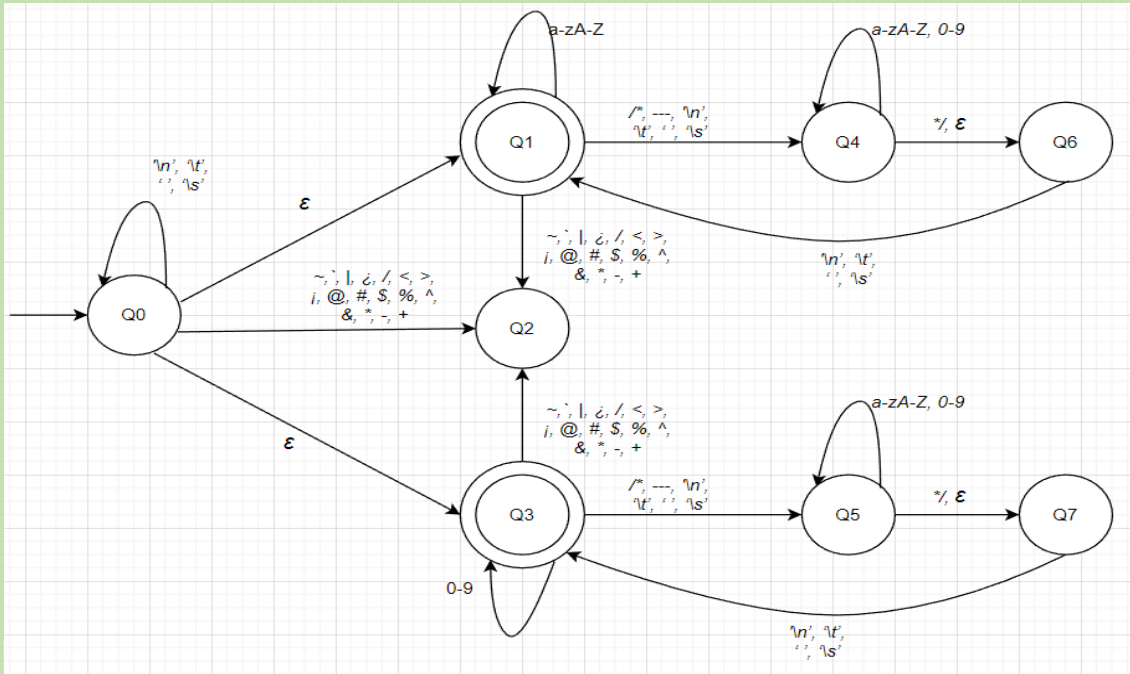 a-zA-Z
a-zA-Z, 0-9
/*, ---, '\n',
'\t', ' ', '\s'
*/, ε
Q1
Q4
Q6
'\n', '\t',
' ', '\s'
ε
~,`, |, ¿, /, <, >,
¡, @, #, $, %, ^,
&, *, -, +
'\n', '\t',
' ', '\s'
~,`, |, ¿, /, <, >,
¡, @, #, $, %, ^,
&, *, -, +
Q0
Q2
~,`, |, ¿, /, <, >,
¡, @, #, $, %, ^,
&, *, -, +
a-zA-Z, 0-9
ε
/*, ---, '\n',
'\t', ' ', '\s'
*/, ε
Q3
Q5
Q7
0-9
'\n', '\t',
' ', '\s'